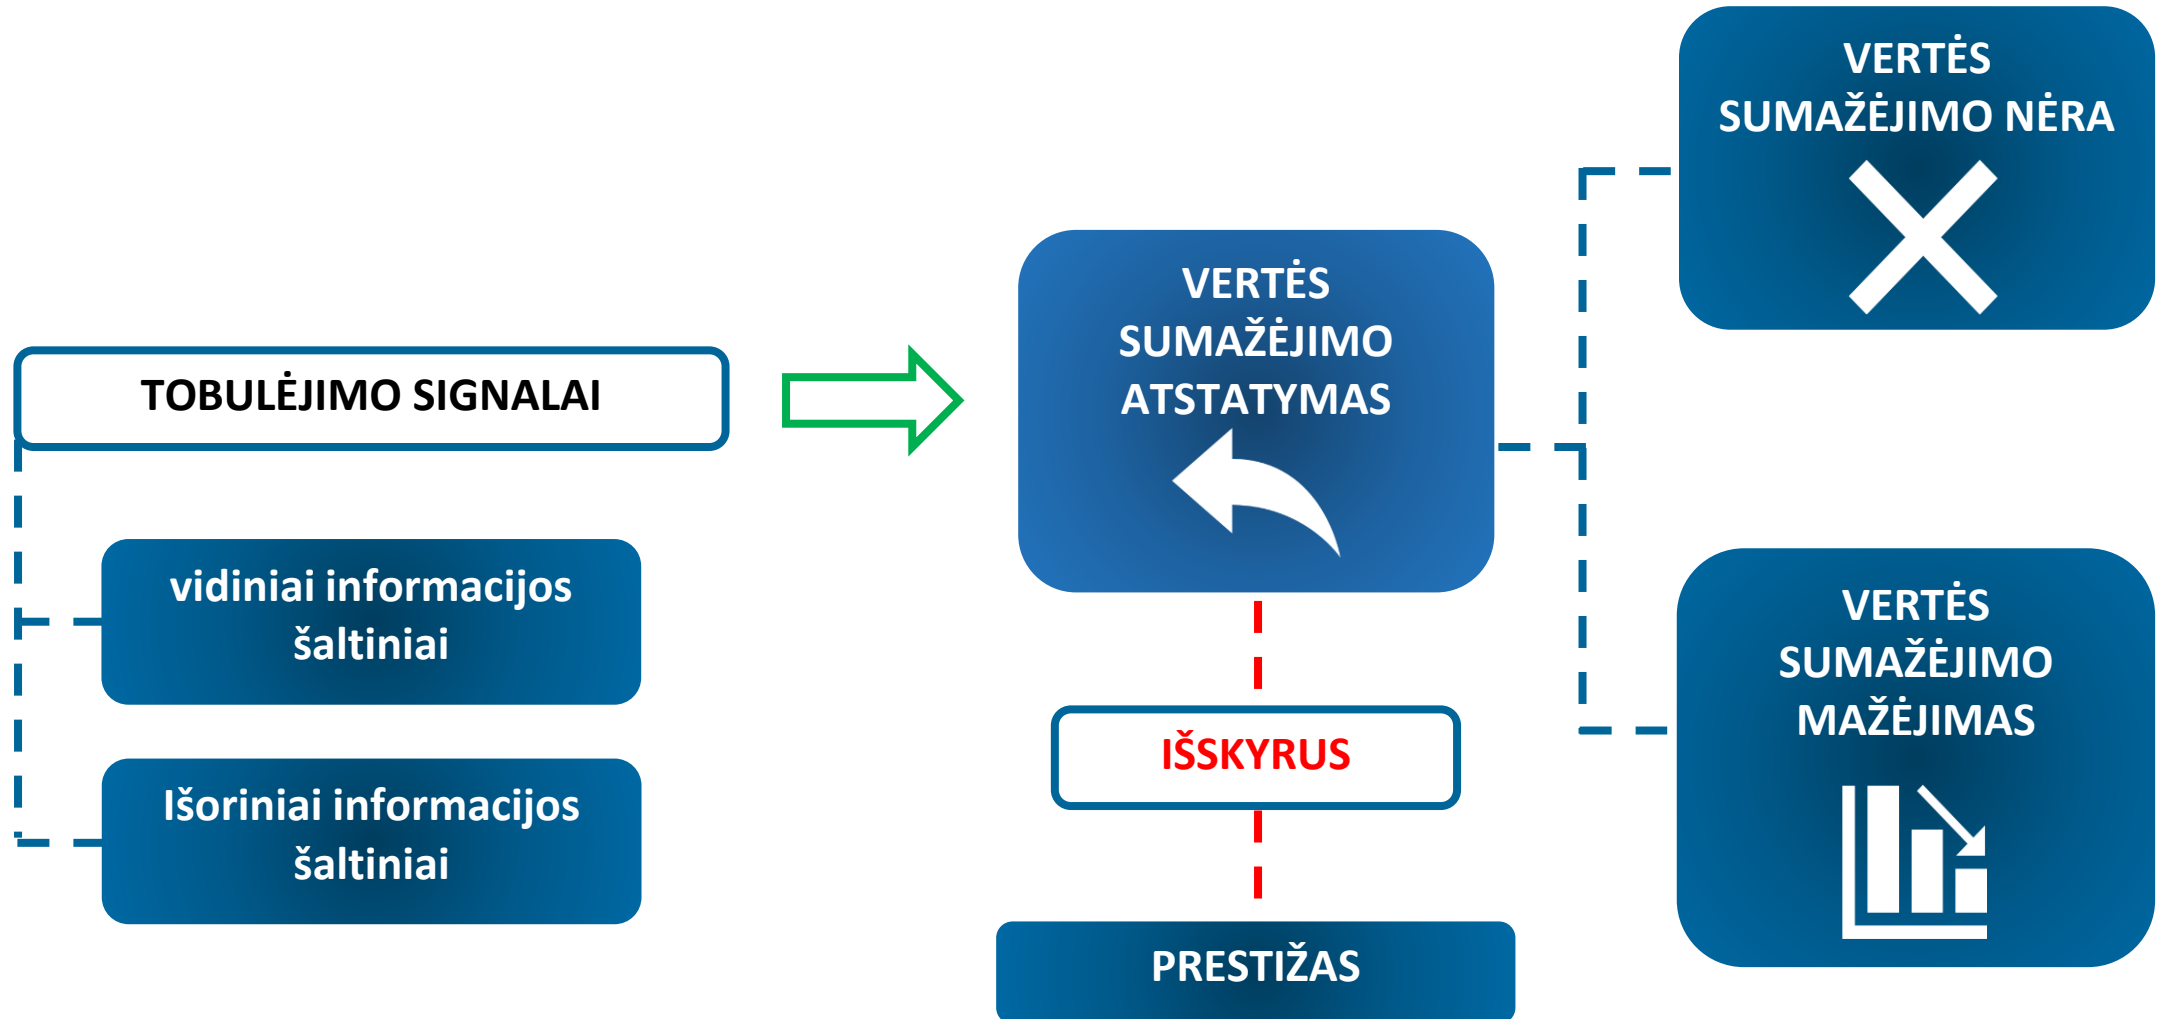 TOBULĖJIMO SIGNALAI
vidiniai informacijos
šaltiniai
Išoriniai informacijos
šaltiniai
VERTĖS
SUMAŽĖJIMO
ATSTATYMAS
IŠSKYRUS
PRESTIŽAS
VERTĖS
SUMAŽĖJIMO NĖRA
VERTĖS
SUMAŽĖJIMO
MAŽĖJIMAS